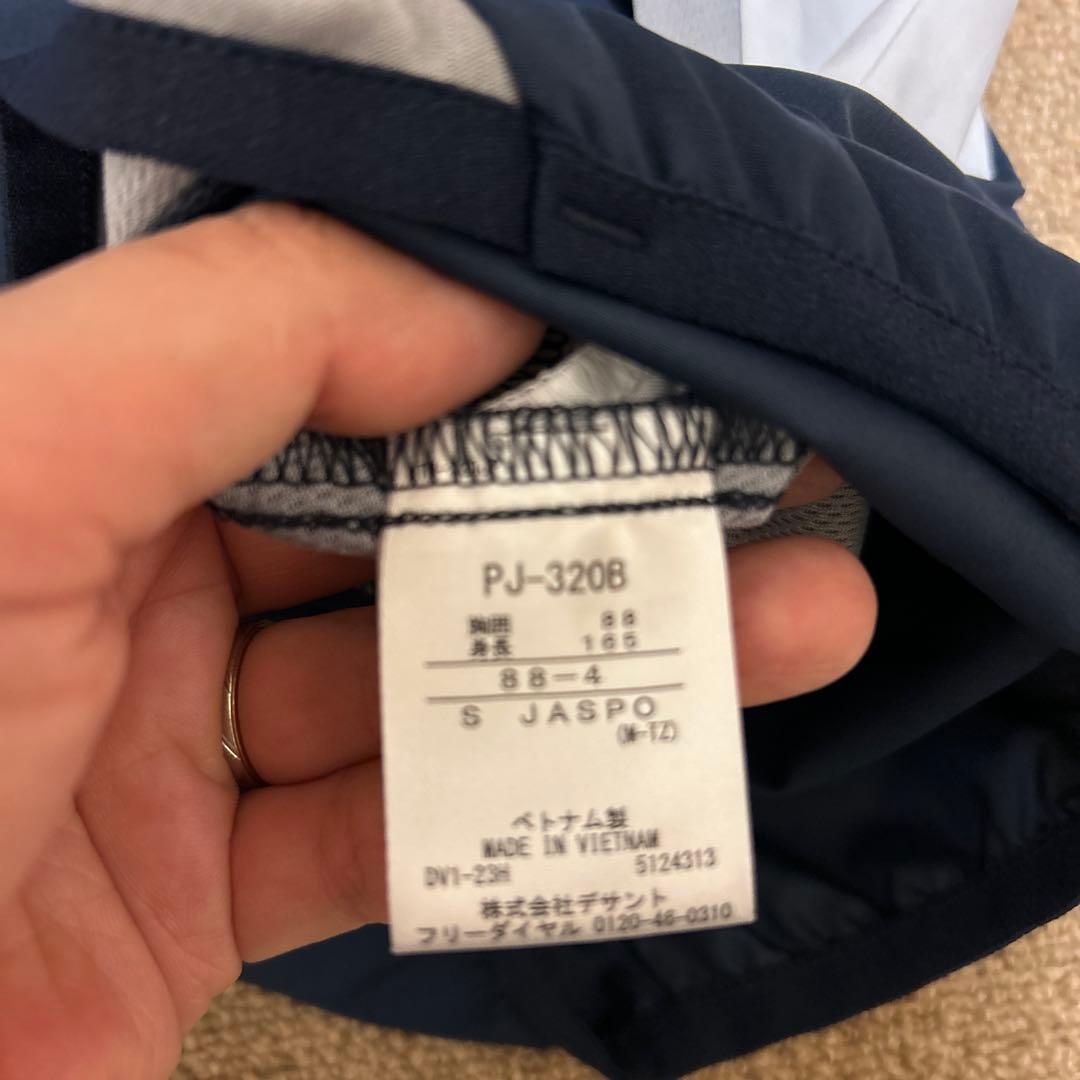 PJ-320B
胸囲 88
身長 165
88-4
S JASPO
(M-TZ)
ベトナム製
MADE IN VIETNAM
DV1-23H 5124313
株式会社デサント
フリーダイヤル 0120-46-0310